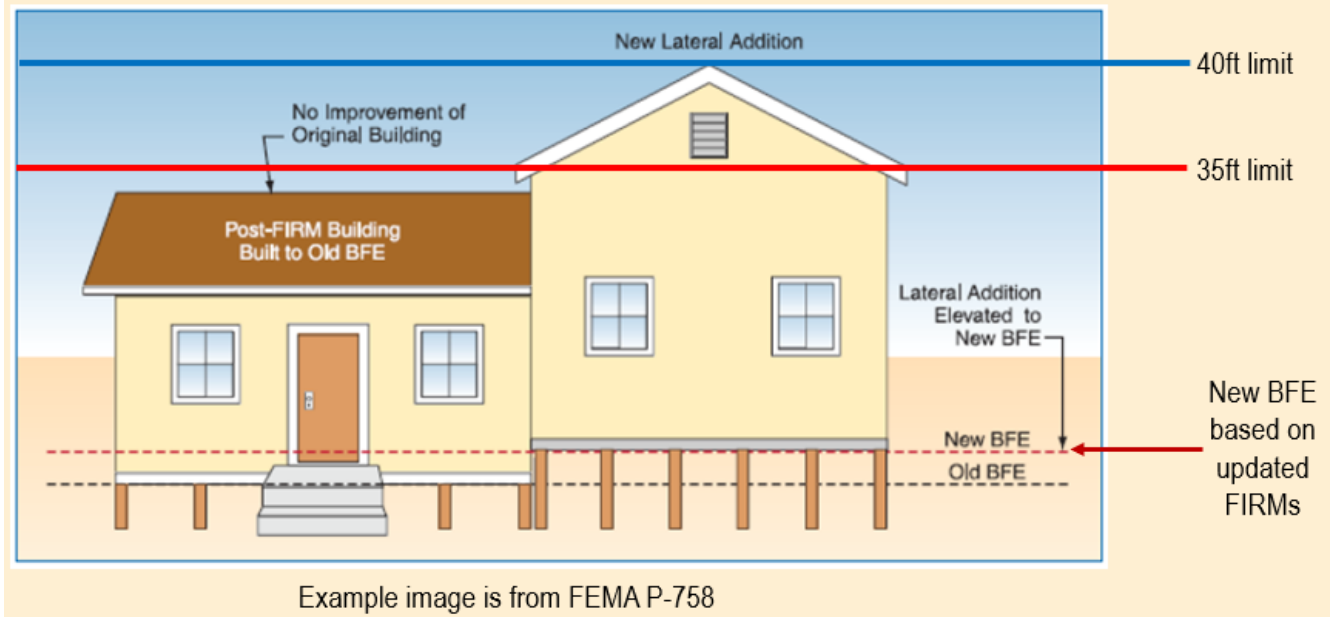 New Lateral Addition
40ft limit
No Improvement of
Original Building
35ft limit
Post-FIRM Building
Built to Old BFE
Lateral Addition
Elevated to
New BFE
New BFE
Old BFE
New BFE
based on
updated
FIRMs
Example image is from FEMA P-758